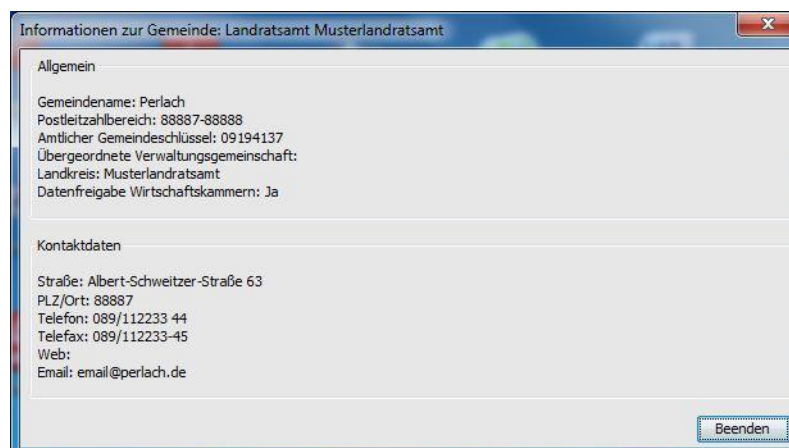 Informationen zur Gemeinde: Landratsamt Musterlandratsamt
Allgemein
Gemeindename: Perlach
Postleitzahlbereich: 88887-88888
Amtlicher Gemeindeschlüssel: 09194137
Übergeordnete Verwaltungsgemeinschaft:
Landkreis: Musterlandratsamt
Datenfreigabe Wirtschaftskammern: Ja
Kontaktdaten
Straße: Albert-Schweitzer-Straße 63
PLZ/Ort: 88887
Telefon: 089/112233 44
Telefax: 089/112233-45
Web:
Email: email@perlach.de
Beenden